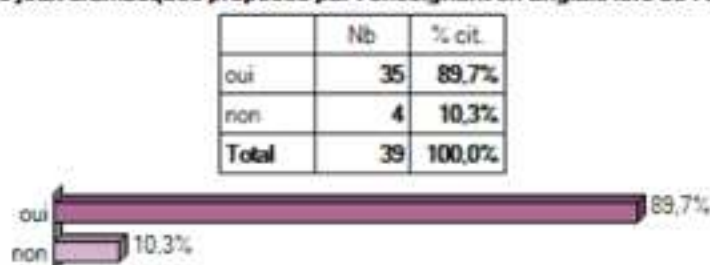 Nb % cit.
oui 35 89,7%
non 4 10,3%
Total 39 100,0%
oui 89,7%
non 10,3%